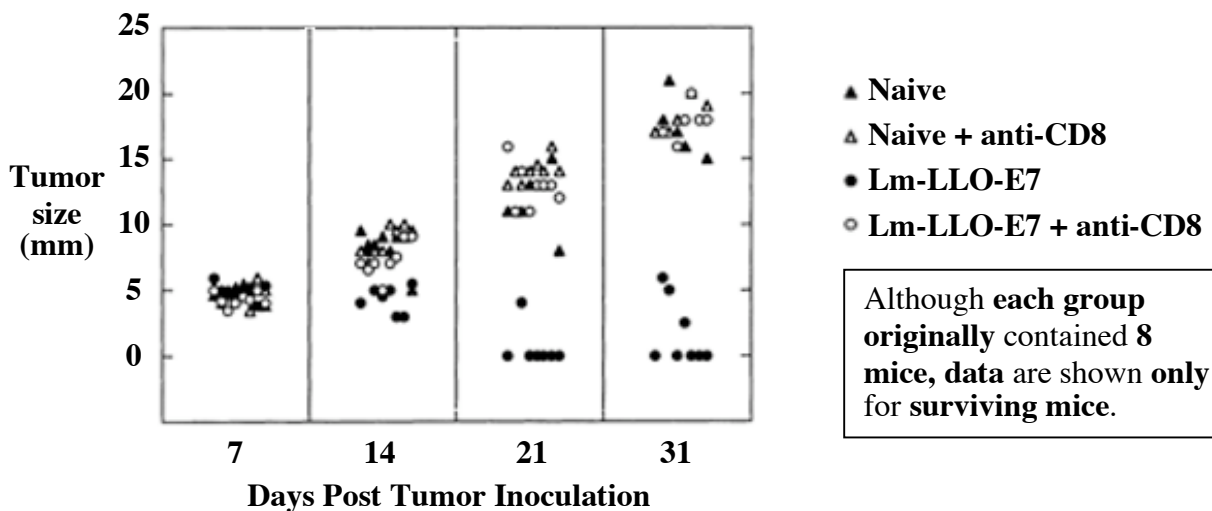 25
20
15
10
5
0
Tumor
size
(mm)
7 14 21 31
Days Post Tumor Inoculation
Naive
Naive + anti-CD8
Lm-LLO-E7
Lm-LLO-E7 + anti-CD8
Although each group
originally contained 8
mice, data are shown only
for surviving mice.